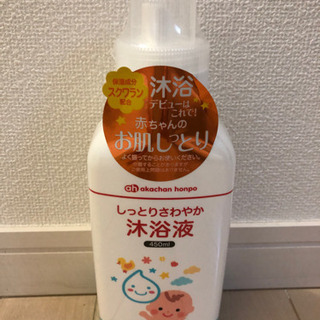 保湿成分
スクワラン
配合
沐浴
デビューは
これで!
赤ちゃんの
お肌しっとり
よく振ってからお使いください。
ah akachan honpo
しっとりさわやか
沐浴液
450ml